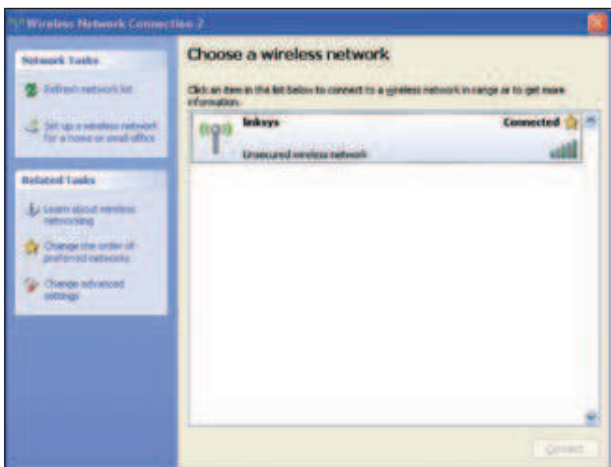 Wireless Network Connection 2
Network Tasks
Refresh network list
Set up a wireless network
for a home or small office
Related Tasks
Learn about wireless
networking
Change the order of
preferred networks
Change advanced
settings
Choose a wireless network
Click an item in the list below to connect to a wireless network in range or to get more
information.
linksys Connected
Unsecured wireless network
Connect